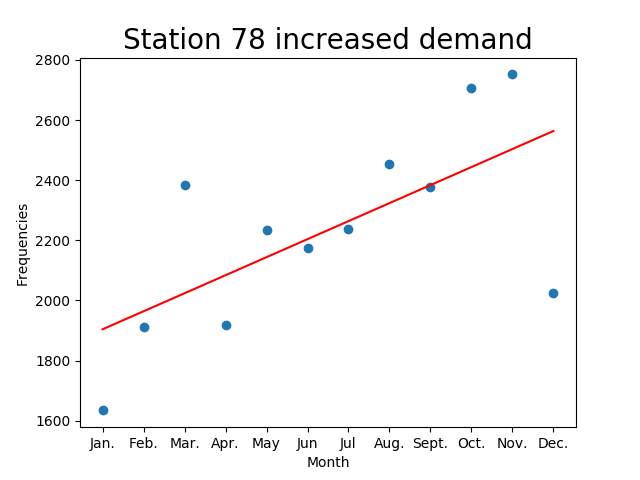 Station 78 increased demand
2800
2600
2400
2200
2000
1800
1600
Frequencies
Jan. Feb. Mar. Apr. May Jun Jul Aug. Sept. Oct. Nov. Dec.
Month